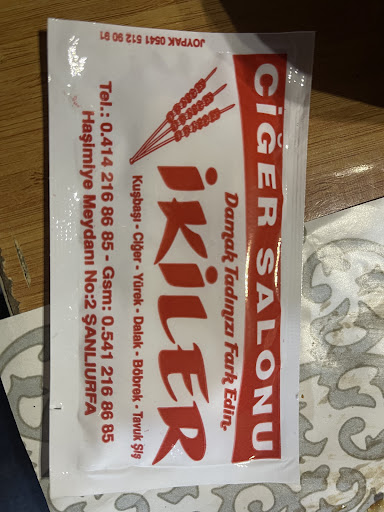 CİĞER SALONU
Damak Tadınızı Fark Edin.
İKİLER
Kuşbaşı - Ciğer - Yürek - Dalak - Böbrek - Tavuk Şiş
Tel.: 0.414 216 86 85 - Gsm: 0.541 216 86 85
Haşimiye Meydanı No:2 ŞANLIURFA
JOYPAK 0541 512 90 91